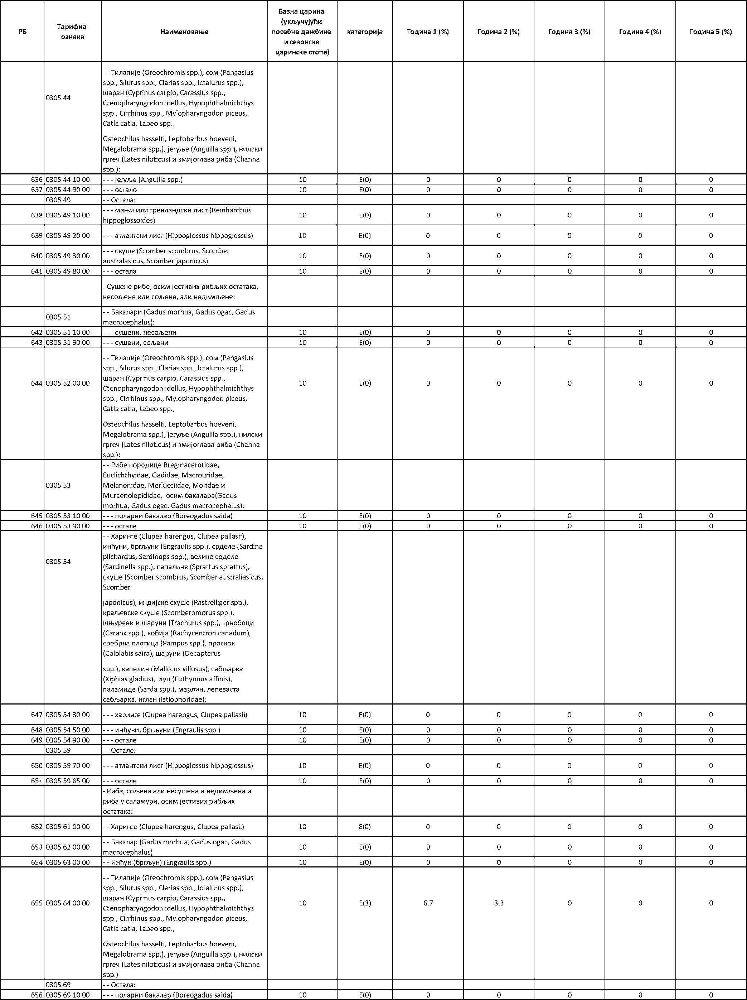 РБ Тарифна ознака Наименовање Базна царина (укључујући посебне дажбине и сезонске царинске стопе) категорија Година 1 (%) Година 2 (%) Година 3 (%) Година 4 (%) Година 5 (%)
0305 44
- - Тилапије (Oreochromis spp.), сом (Pangasius
spp., Silurus spp., Clarias spp., Ictalurus spp.),
шаран (Cyprinus carpio, Carassius spp.,
Ctenopharyngodon idellus, Hypophthalmichthys
spp., Cirrhinus spp., Mylopharyngodon piceus,
Catla catla, Labeo spp.,
Osteochilus hasselti, Leptobarbus hoeveni,
Megalobrama spp.), јегуље (Anguilla spp.), нилски
гргеч (Lates niloticus) и змијоглава риба (Channa
spp.):
636 0305 44 10 00 - - - јегуље (Anguilla spp.) 10 E(0) 0 0 0 0 0
637 0305 44 90 00 - - - остало 10 E(0) 0 0 0 0 0
0305 49 - - Остала:
638 0305 49 10 00 - - - мањи или гренландски лист (Reinhardtius
hippoglossoides) 10 E(0) 0 0 0 0 0
639 0305 49 20 00 - - - атлантски лист (Hippoglossus hippoglossus) 10 E(0) 0 0 0 0 0
640 0305 49 30 00 - - - скуше (Scomber scombrus, Scomber
australasicus, Scomber japonicus) 10 E(0) 0 0 0 0 0
641 0305 49 80 00 - - - остала 10 E(0) 0 0 0 0 0
- Сушене рибе, осим јестивих рибљих остатака,
несољене или сољене, али недимљене:
0305 51 - - Бакалари (Gadus morhua, Gadus ogac, Gadus
macrocephalus):
642 0305 51 10 00 - - - сушени, несољени 10 E(0) 0 0 0 0 0
643 0305 51 90 00 - - - сушени, сољени 10 E(0) 0 0 0 0 0
644 0305 52 00 00 - - Тилапије (Oreochromis spp.), сом (Pangasius
spp., Silurus spp., Clarias spp., Ictalurus spp.),
шаран (Cyprinus carpio, Carassius spp.,
Ctenopharyngodon idellus, Hypophthalmichthys
spp., Cirrhinus spp., Mylopharyngodon piceus,
Catla catla, Labeo spp.,
Osteochilus hasselti, Leptobarbus hoeveni,
Megalobrama spp.), јегуље (Anguilla spp.), нилски
гргеч (Lates niloticus) и змијоглава риба (Channa
spp.): 10 E(0) 0 0 0 0 0
0305 53 - - Рибе породице Bregmacerotidae,
Euclichthyidae, Gadidae, Macrouridae,
Melanonidae, Merlucciidae, Moridae и
Muraenolepididae, осим бакалара(Gadus
morhua, Gadus ogac, Gadus macrocephalus):
645 0305 53 10 00 - - - поларни бакалар (Boreogadus saida) 10 E(0) 0 0 0 0 0
646 0305 53 90 00 - - - остале 10 E(0) 0 0 0 0 0
0305 54 - - Харинге (Clupea harengus, Clupea pallasii),
инћуни, бргљуни (Engraulis spp.), срделе (Sardina
pilchardus, Sardinops spp.), велике срделе
(Sardinella spp.), папалине (Sprattus sprattus),
скуше (Scomber scombrus, Scomber australiasicus,
Scomber
japonicus), индијске скуше (Rastrelliger spp.),
краљевске скуше (Scomberomorus spp.),
шњуреви и шаруни (Trachurus spp.), трнобоци
(Caranx spp.), кобија (Rachycentron canadum),
сребрна плотица (Pampus spp.), проскок
(Cololabis saira), шаруни (Decapterus
spp.), капелин (Mallotus villosus), сабљарка
(Xiphias gladius), луц (Euthynnus affinis),
паламиде (Sarda spp.), марлин, лепезаста
сабљарка, иглан (Istiophoridae):
647 0305 54 30 00 - - - харинге (Clupea harengus, Clupea pallasii) 10 E(0) 0 0 0 0 0
648 0305 54 50 00 - - - инћуни, бргљуни (Engraulis spp.) 10 E(0) 0 0 0 0 0
649 0305 54 90 00 - - - остале 10 E(0) 0 0 0 0 0
0305 59 - - Остале:
650 0305 59 70 00 - - - атлантски лист (Hippoglossus hippoglossus) 10 E(0) 0 0 0 0 0
651 0305 59 85 00 - - - остале 10 E(0) 0 0 0 0 0
- Риба, сољена али несушена и недимљена и
риба у саламури, осим јестивих рибљих
остатака:
652 0305 61 00 00 - - Харинге (Clupea harengus, Clupea pallasii) 10 E(0) 0 0 0 0 0
653 0305 62 00 00 - - Бакалар (Gadus morhua, Gadus ogac, Gadus
macrocephalus) 10 E(0) 0 0 0 0 0
654 0305 63 00 00 - - Инћун (бргљун) (Engraulis spp.) 10 E(0) 0 0 0 0 0
655 0305 64 00 00 - - Тилапије (Oreochromis spp.), сом (Pangasius
spp., Silurus spp., Clarias spp., Ictalurus spp.),
шаран (Cyprinus carpio, Carassius spp.,
Ctenopharyngodon idellus, Hypophthalmichthys
spp., Cirrhinus spp., Mylopharyngodon piceus,
Catla catla, Labeo spp.,
Osteochilus hasselti, Leptobarbus hoeveni,
Megalobrama spp.), јегуље (Anguilla spp.), нилски
гргеч (Lates niloticus) и змијоглава риба (Channa
spp.) 10 E(3) 6.7 3.3 0 0 0
0305 69 - - Остала:
656 0305 69 10 00 - - - поларни бакалар (Boreogadus saida) 10 E(0) 0 0 0 0 0